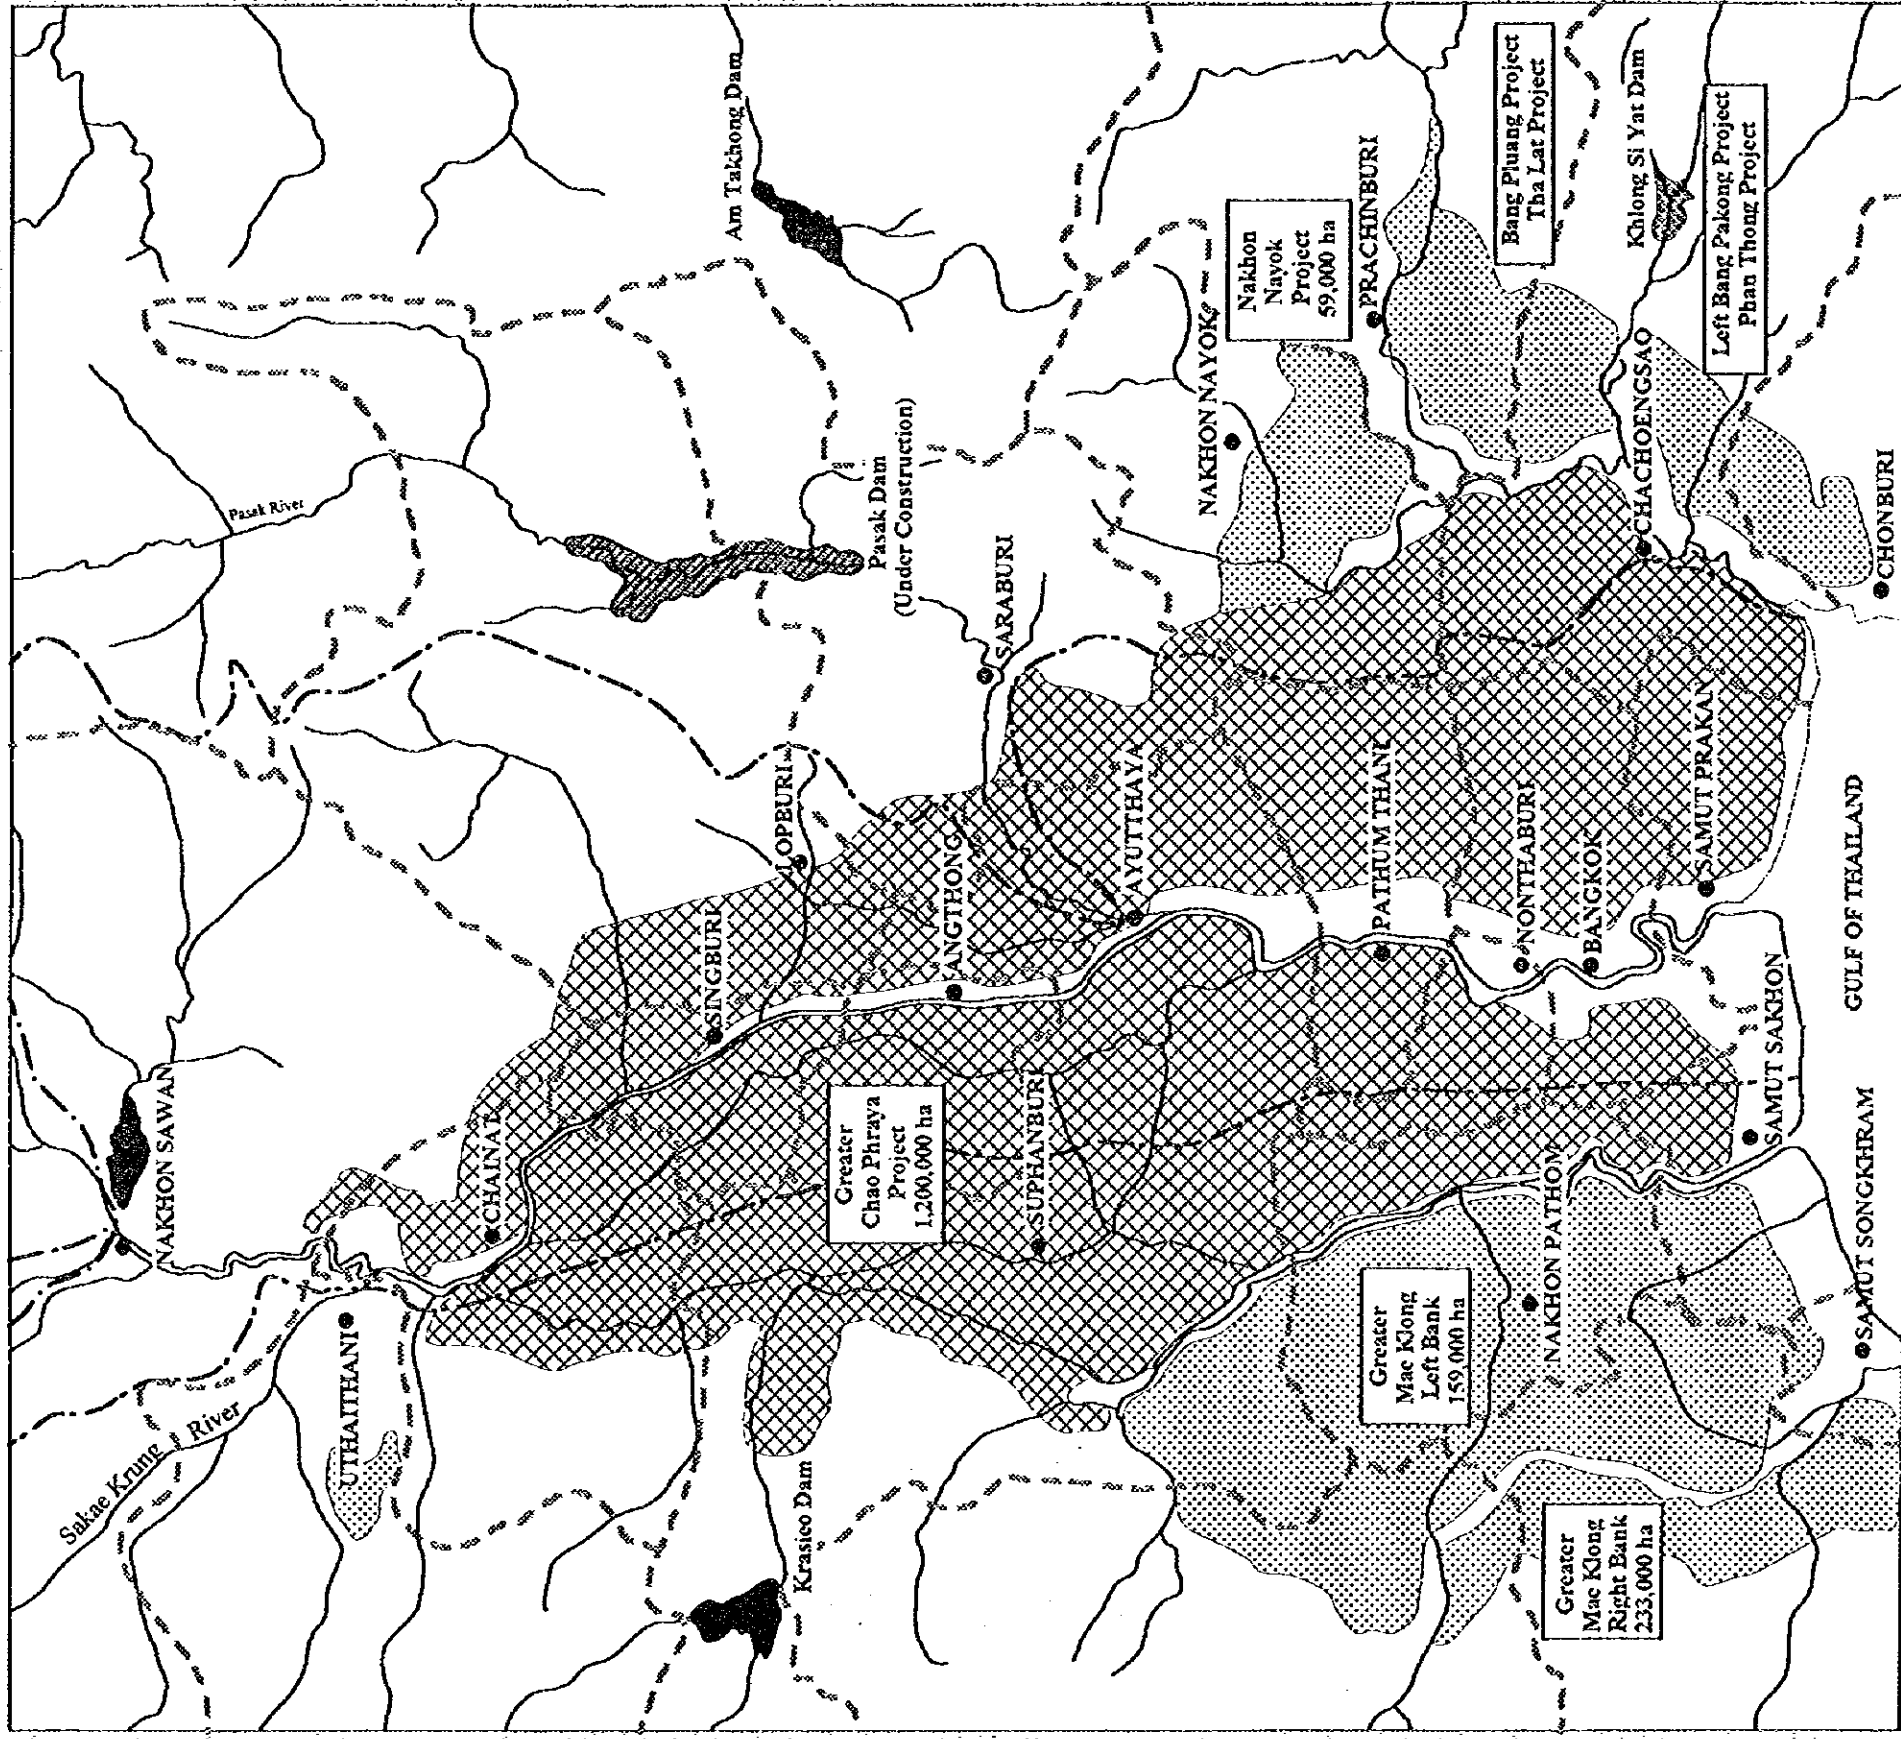 NAKHON SAWAN
Sakae Krung River
UTHAITHANI
CHAINAT
SINGBURI
LOPBURI
Pasak River
Pasak Dam
(Under Construction)
Am Takhong Dam
Krasieo Dam
Greater
Chao Phraya
Project
1,200,000 ha
ANGTHONG
SUPHANBURI
SARABURI
AYUTTHAYA
NAKHON NAYOK
Nakhon
Nayok
Project
59,000 ha
PRACHINBURI
Bang Pluang Project
Tha Lat Project
Khlong Si Yat Dam
Left Bang Pakong Project
Phan Thong Project
PATHUM THANI
NONTHABURI
BANGKOK
SAMUT PRAKAN
CHACHOENGSAO
CHONBURI
Greater
Mae Klong
Left Bank
159,000 ha
NAKHON PATHOM
Greater
Mae Klong
Right Bank
233,000 ha
SAMUT SAKHON
SAMUT SONGKHRAM
GULF OF THAILAND